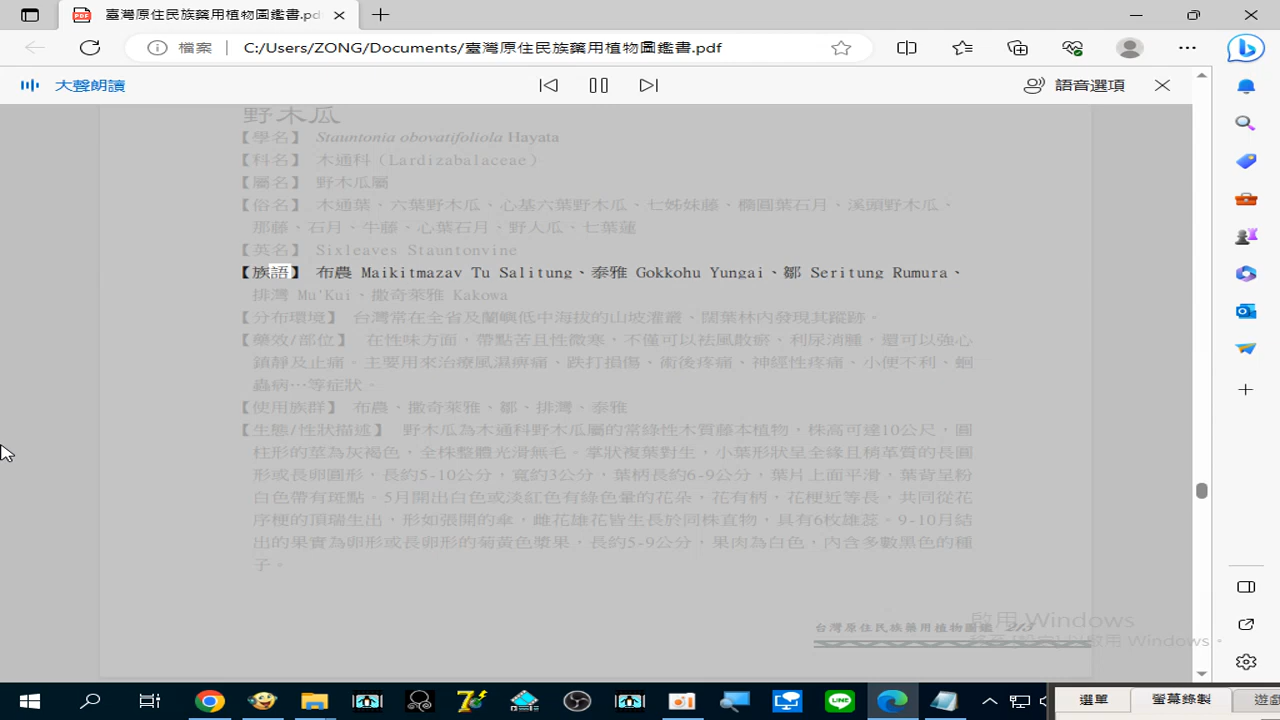 臺灣原住民族藥用植物圖鑑書.pd
檔案
C:/Users/ZONG/Documents/臺灣原住民族藥用植物圖鑑書.pdf
大聲朗讀
語音選項
野木瓜
【學名】 Stauntonia obovatifoliola Hayata
【科名】 木通科（Lardizabalaceae）
【屬名】 野木瓜屬
【俗名】 木通葉、六葉野木瓜、心基六葉野木瓜、七姊妹藤、橢圓葉石月、溪頭野木瓜、
那藤、石月、牛藤、心葉石月、野人瓜、七葉蓮
【英名】 Sixleaves Stauntonvine
【族語】 布農 Maikitmazav Tu Salitung、泰雅 Gokkohu Yungai、鄒 Seritung Rumura、
排灣 Mu'Kui、撒奇萊雅 Kakowa
【分布環境】 台灣常在全省及蘭嶼低中海拔的山坡灌叢、闊葉林內發現其蹤跡。
【藥效/部位】 在性味方面，帶點苦且性微寒，不僅可以袪風散瘀、利尿消腫，還可以強心
鎮靜及止痛。主要用來治療風濕痹痛、跌打損傷、術後疼痛、神經性疼痛、小便不利、蛔
蟲病…等症狀。
【使用族群】 布農、撒奇萊雅、鄒、排灣、泰雅
【生態/性狀描述】 野木瓜為木通科野木瓜屬的常綠性木質藤本植物，株高可達10公尺，圓
柱形的莖為灰褐色，全株整體光滑無毛。掌狀複葉對生，小葉形狀呈全緣且稍革質的長圓
形或長卵圓形，長約5-10公分，寬約3公分，葉柄長約6-9公分，葉片上面平滑，葉背呈粉
白色帶有斑點。5月開出白色或淡紅色有綠色暈的花朵，花有柄，花梗近等長，共同從花
序梗的頂瑞生出，形如張開的傘，雌花雄花皆生長於同株直物，具有6枚雄蕊。9-10月結
出的果實為卵形或長卵形的菊黃色漿果，長約5-9公分，果肉為白色，內含多數黑色的種
子。
台灣原住民族藥用植物圖鑑 273
啟用 Windows
移至 [設定] 以啟用 Windows。
選單
螢幕錄製
遊